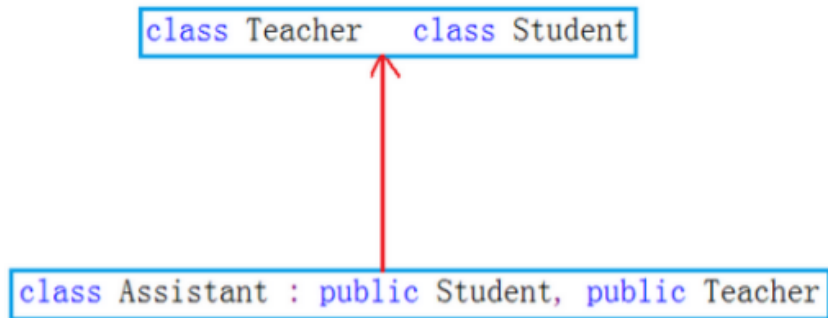 class Teacher   class Student
class Assistant : public Student, public Teacher